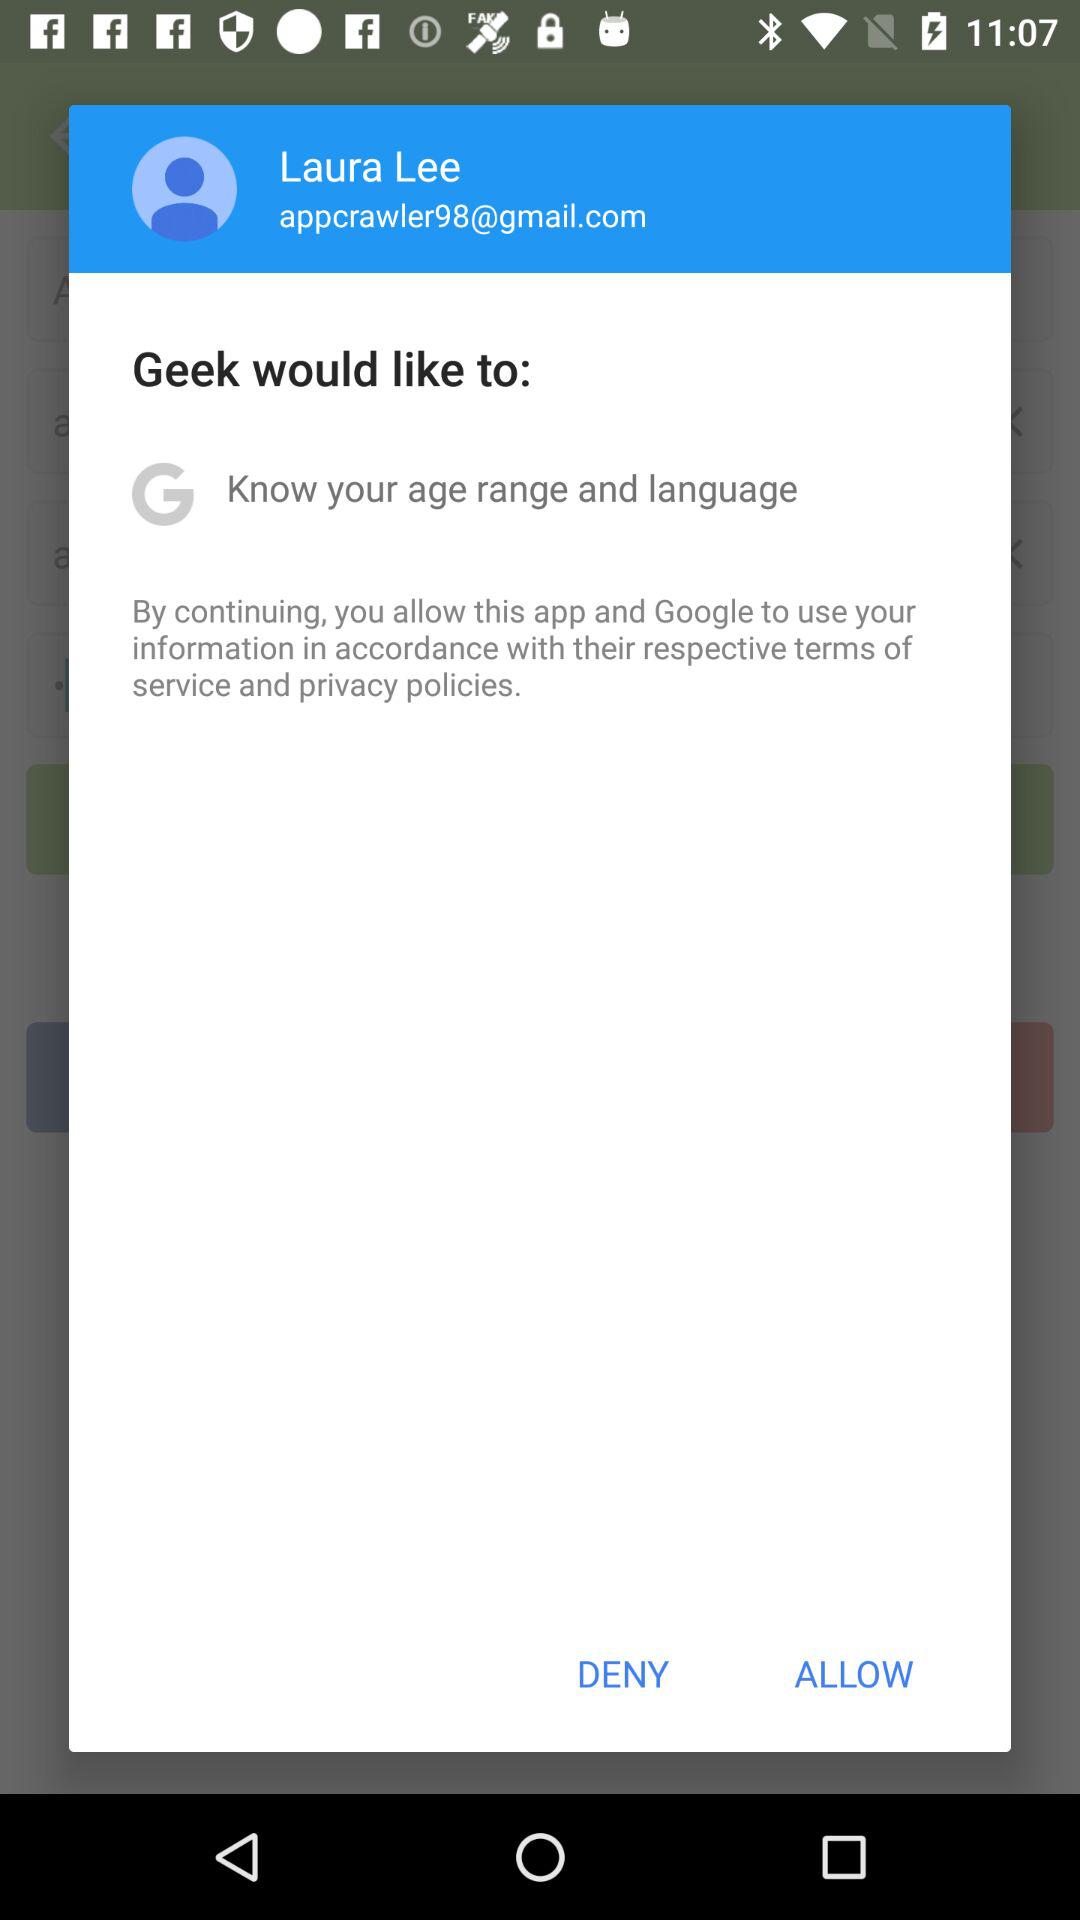 FAKE
11:07
Laura Lee
appcrawler98@gmail.com
Geek would like to:
Know your age range and language
By continuing, you allow this app and Google to use your
information in accordance with their respective terms of
service and privacy policies.
DENY
ALLOW